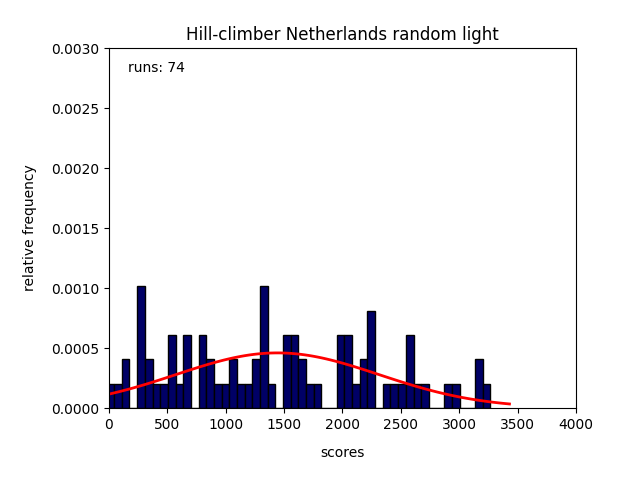 Hill-climber Netherlands random light
runs: 74
0.0030
0.0025
0.0020
0.0015
0.0010
0.0005
0.0000
relative frequency
0 500 1000 1500 2000 2500 3000 3500 4000
scores